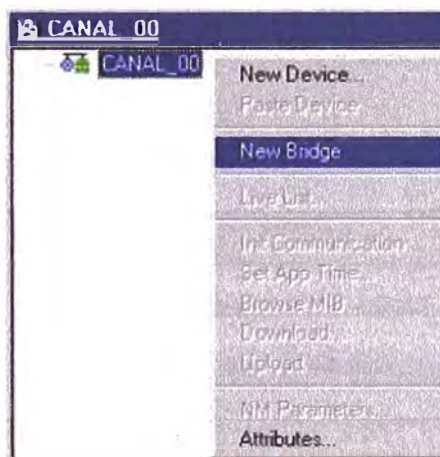 CANAL_00
CANAL_00
New Device...
Paste Device
New Bridge
Live List...
Init Communication
Set App Time...
Browse MIB...
Download...
Upload...
NM Parameter...
Attributes...